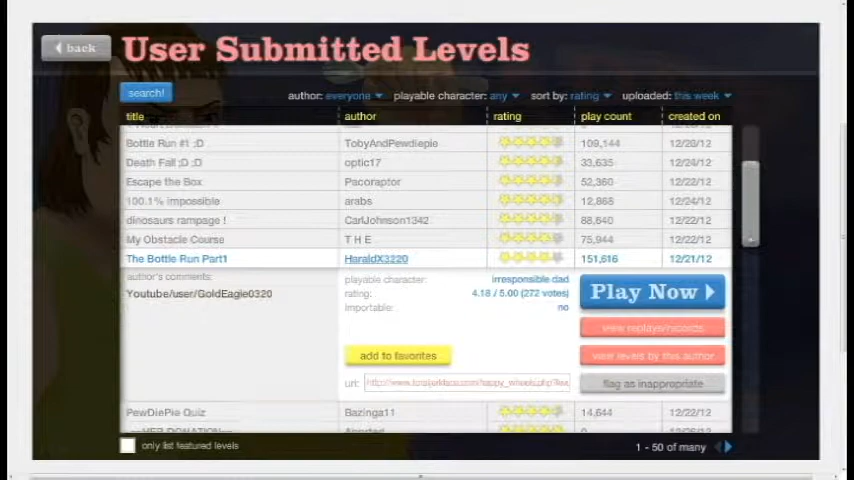 back
User Submitted Levels
search!
author: everyone playable character: any sort by: rating uploaded: this week
title author rating play count created on
Bottle Run #1 ;D TobyAndPewdiepie 109,144 12/20/12
Death Fall ;D ;D optic17 33,635 12/20/12
Escape the Box Pacoraptor 52,360 12/22/12
100.1% impossible arabs 12,868 12/24/12
dinosaurs rampage ! CarlJohnson1342 88,640 12/22/12
My Obstacle Course T H E 75,944 12/22/12
The Bottle Run Part1 HaraldX3220 151,616 12/21/12
author's comments:
Youtube/user/GoldEagle0320
playable character: irresponsible dad
rating: 4.18 / 5.00 (272 votes)
importable: no
Play Now
view replays/records
view levels by this author
add to favorites
url:
flag as inappropriate
PewDiePie Quiz Bazinga11 14,644 12/22/12
only list featured levels
1 - 50 of many